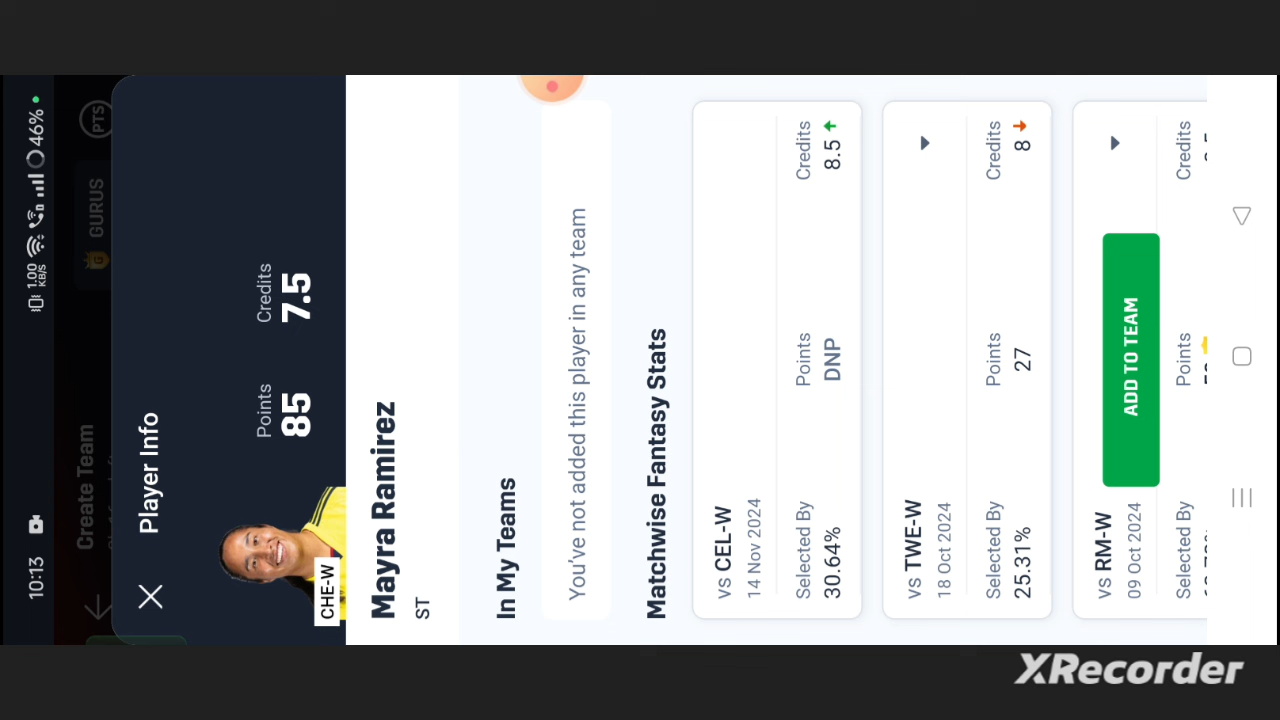 10:13
1.00
KB/S
46%
Create Team
PTS
GURUS
Player Info
CHE-W
Points
85
Credits
7.5
Mayra Ramirez
ST
In My Teams
You've not added this player in any team
Matchwise Fantasy Stats
vs CEL-W
14 Nov 2024
Selected By
30.64%
Points
DNP
Credits
8.5
vs TWE-W
18 Oct 2024
Selected By
25.31%
Points
27
Credits
8
vs RM-W
09 Oct 2024
ADD TO TEAM
Selected By
Points
Credits
XRecorder